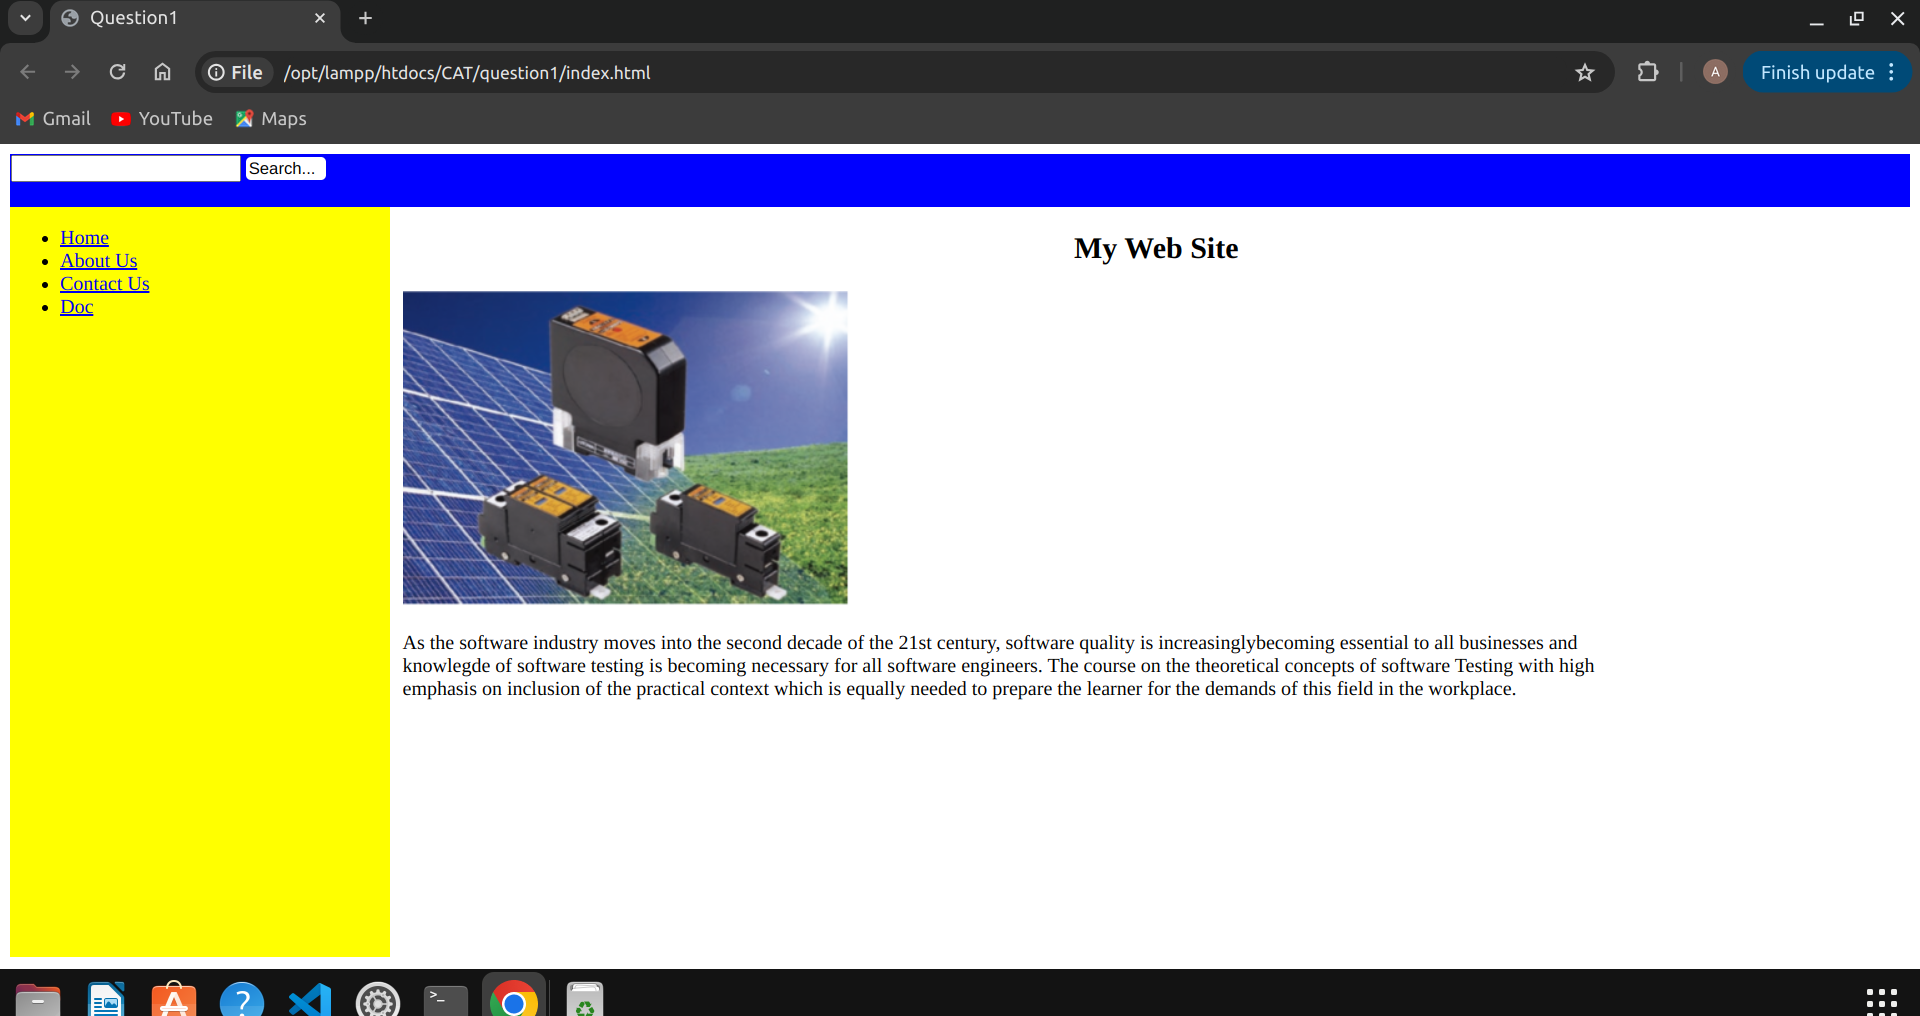 Question1
File /opt/lampp/htdocs/CAT/question1/index.html
A
Finish update
Gmail YouTube Maps
Search...
Home
About Us
Contact Us
Doc
My Web Site
As the software industry moves into the second decade of the 21st century, software quality is increasinglybecoming essential to all businesses and
knowlegde of software testing is becoming necessary for all software engineers. The course on the theoretical concepts of software Testing with high
emphasis on inclusion of the practical context which is equally needed to prepare the learner for the demands of this field in the workplace.